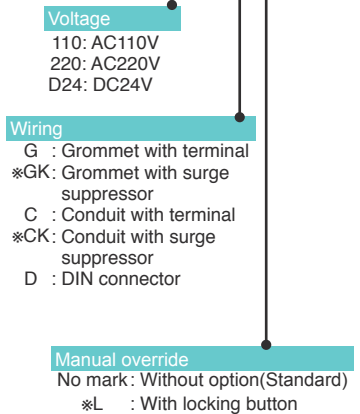 Voltage
110: AC110V
220: AC220V
D24: DC24V
Wiring
G : Grommet with terminal
※GK: Grommet with surge
suppressor
C : Conduit with terminal
※CK: Conduit with surge
suppressor
D : DIN connector
Manual override
No mark: Without option(Standard)
※L : With locking button